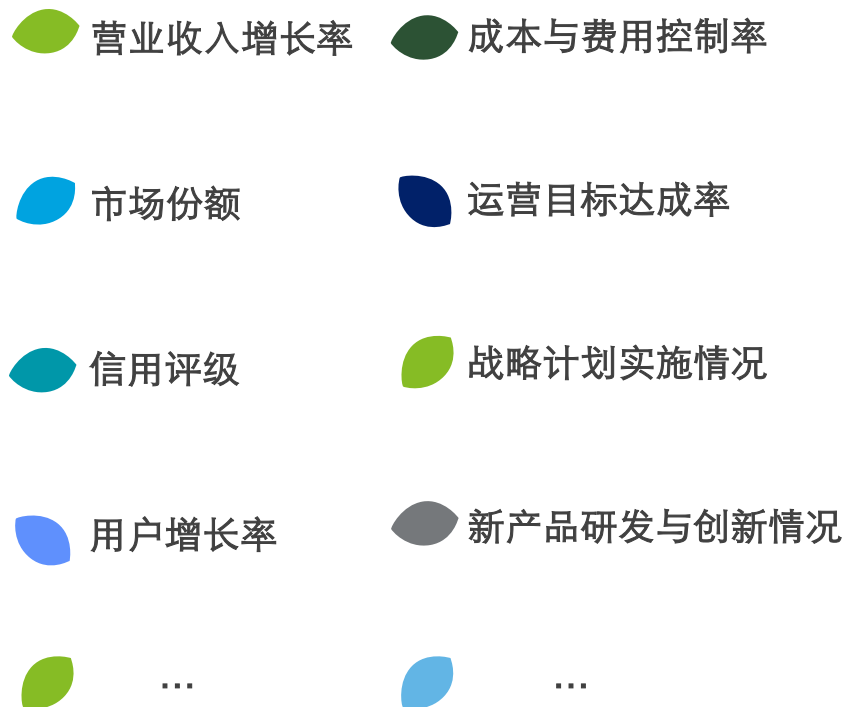 营业收入增长率
成本与费用控制率
市场份额
运营目标达成率
信用评级
战略计划实施情况
用户增长率
新产品研发与创新情况
...
...